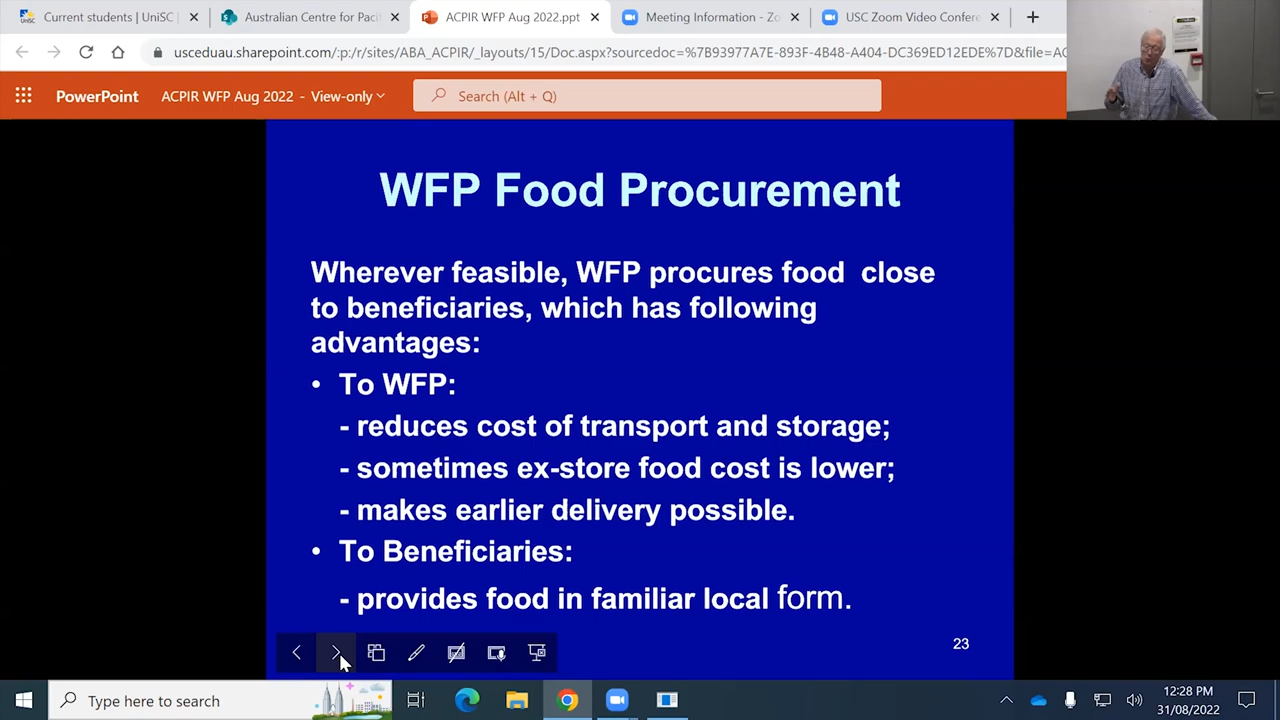 Current students | UniSC
Australian Centre for Pacif
ACPIR WFP Aug 2022.ppt
Meeting Information - Zo
USC Zoom Video Confere
usceduau.sharepoint.com/:p:/r/sites/ABA_ACPIR/_layouts/15/Doc.aspx?sourcedoc=%7B93977A7E-893F-4B48-A404-DC369ED12EDE%7D&file=AC
PowerPoint
ACPIR WFP Aug 2022 - View-only
Search (Alt + Q)
WFP Food Procurement
Wherever feasible, WFP procures food close
to beneficiaries, which has following
advantages:
• To WFP:
- reduces cost of transport and storage;
- sometimes ex-store food cost is lower;
- makes earlier delivery possible.
• To Beneficiaries:
- provides food in familiar local form.
23
Type here to search
12:28 PM
31/08/2022